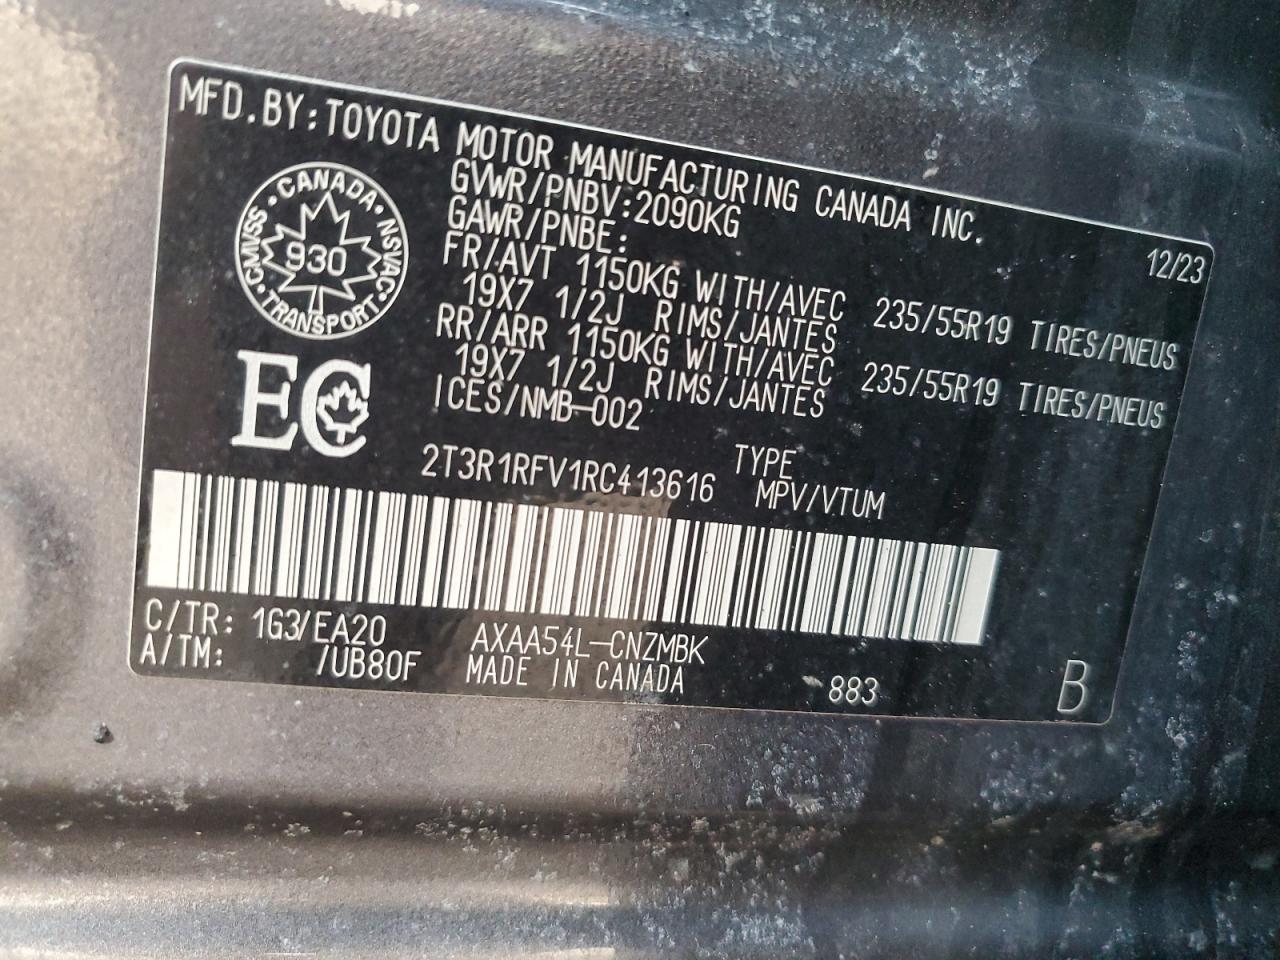 MFD.BY:TOYOTA MOTOR MANUFACTURING CANADA INC.
12/23
GVWR/PNBV:2090KG
GAWR/PNBE:
FR/AVT 1150KG WITH/AVEC 235/55R19 TIRES/PNEUS
19X7 1/2J RIMS/JANTES
RR/ARR 1150KG WITH/AVEC 235/55R19 TIRES/PNEUS
19X7 1/2J RIMS/JANTES
ICES/NMB-002
CANADA · NSVAC · TRANSPORT · CMVSS
930
EC
2T3R1RFV1RC413616
TYPE
MPV/VTUM
C/TR: 1G3/EA20 AXAA54L-CNZMBK
A/TM: /UB80F MADE IN CANADA 883 B